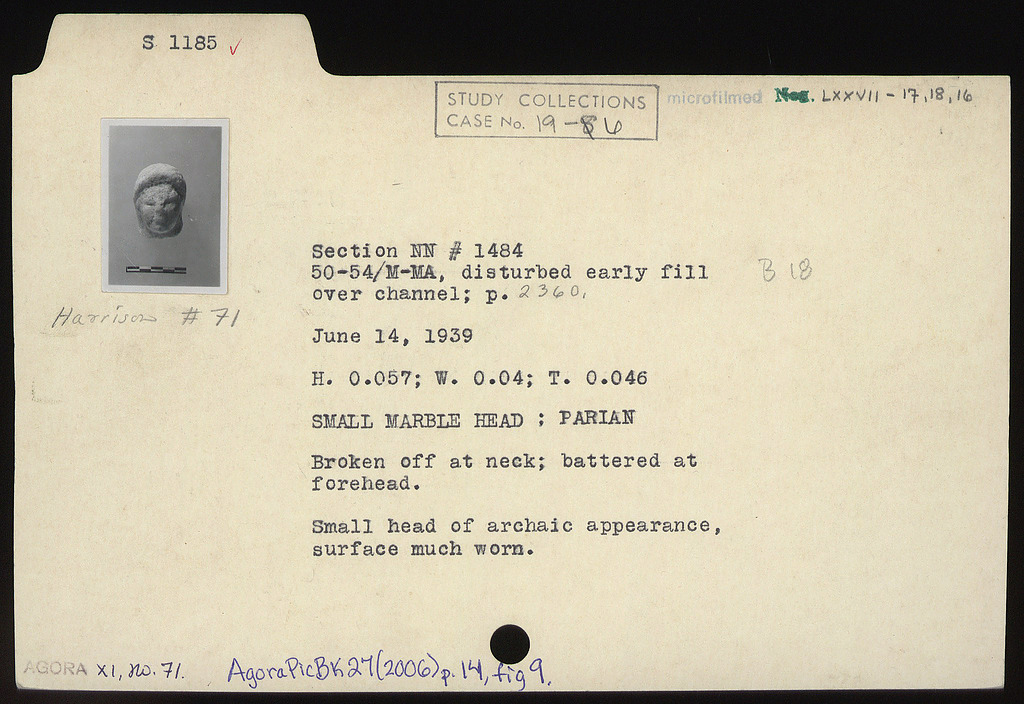 S 1185 ✓
STUDY COLLECTIONS
CASE No. 19 -
microfilmed Neg. LXXVII - 17, 18, 16
Section NN # 1484
50-54/M-MA, disturbed early fill
over channel; p. 2360.
B 18
Harrison # 71
June 14, 1939
H. 0.057; W. 0.04; T. 0.046
SMALL MARBLE HEAD ; PARIAN
Broken off at neck; battered at
forehead.
Small head of archaic appearance,
surface much worn.
AGORA XI, no. 71. AgoraPicBk 27 (2006) p. 14, fig 9.